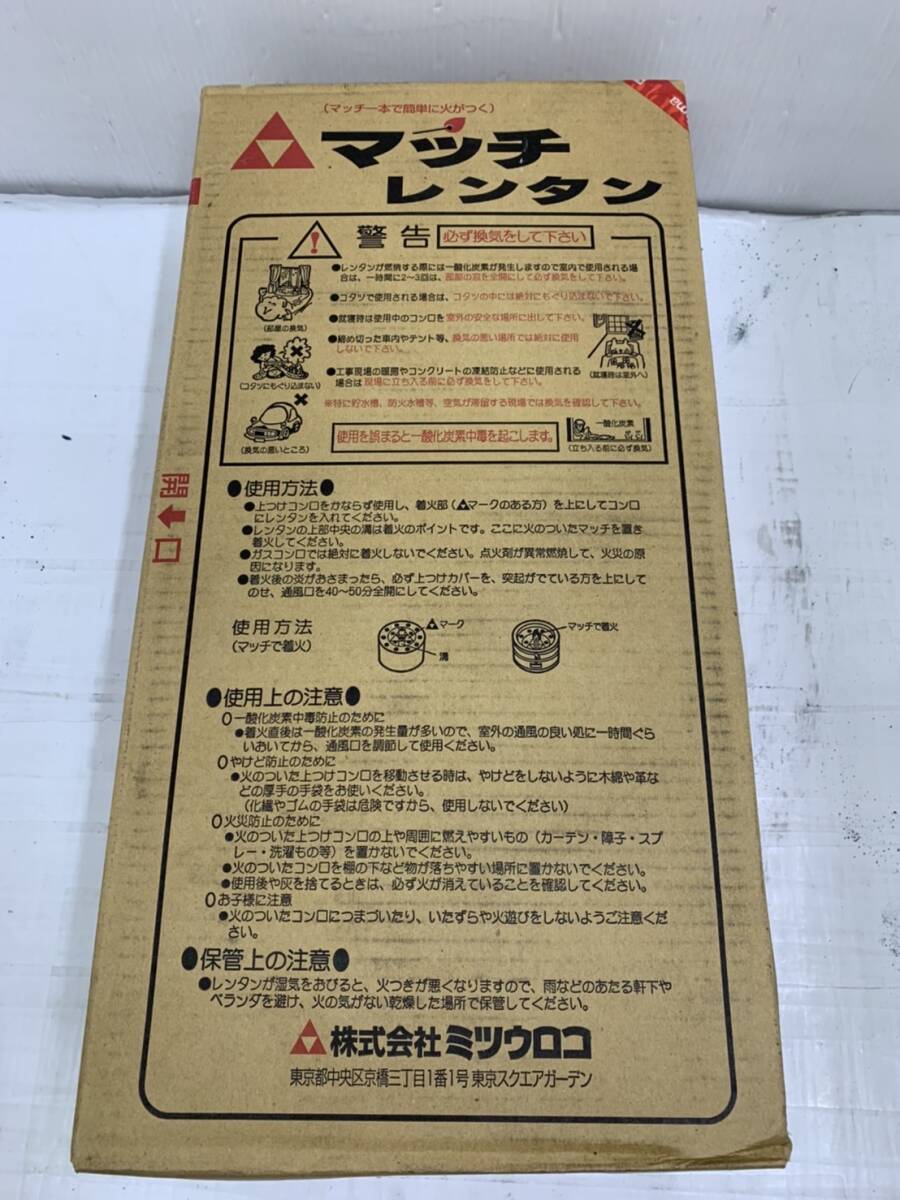 (マッチ一本で簡単に火がつく)
マッチ
レンタン
警告 必ず換気をして下さい
●レンタンが燃焼する際には一酸化炭素が発生しますので室内で使用される場
合は、一時間に2〜3回は、部屋の窓を全開にして必ず換気をして下さい。
(部屋の換気)
●コタツで使用される場合は、コタツの中には絶対にもぐり込まないで下さい。
●就寝時は使用中のコンロを室外の安全な場所に出して下さい。
●締め切った車内やテント等、換気の悪い場所では絶対に使用
しないで下さい。
(コタツにもぐり込まない)
(就寝時は室外へ)
●工事現場の暖房やコンクリートの凍結防止などに使用される
場合は現場に立ち入る前に必ず換気をして下さい。
※特に貯水槽、防火水槽等、空気が滞留する現場では換気を確認して下さい。
使用を誤まると一酸化炭素中毒を起こします。
一酸化炭素
(換気の悪いところ)
(立ち入る前に必ず換気)
開口
●使用方法●
●上つけコンロをかならず使用し、着火部(マークのある方)を上にしてコンロ
にレンタンを入れてください。
●レンタンの上部中央の溝は着火のポイントです。ここに火のついたマッチを置き
着火してください。
●ガスコンロでは絶対に着火しないでください。点火剤が異常燃焼して、火災の原
因になります。
●着火後の炎がおさまったら、必ず上つけカバーを、突起がでている方を上にして
のせ、通風口を40〜50分全開にしてください。
使用方法
(マッチで着火)
マーク
溝
マッチで着火
●使用上の注意●
○一酸化炭素中毒防止のために
●着火直後は一酸化炭素の発生量が多いので、室外の通風の良い処に一時間ぐら
いおいてから、通風口を調節して使用ください。
○やけど防止のために
●火のついた上つけコンロを移動させる時は、やけどをしないように木綿や革な
どの厚手の手袋をお使いください。
(化繊やゴムの手袋は危険ですから、使用しないでください)
○火災防止のために
●火のついた上つけコンロの上や周囲に燃えやすいもの(カーテン・障子・スプ
レー・洗濯もの等)を置かないでください。
●火のついたコンロを棚の下など物が落ちやすい場所に置かないでください。
●使用後や灰を捨てるときは、必ず火が消えていることを確認してください。
○お子様に注意
●火のついたコンロにつまづいたり、いたずらや火遊びをしないようご注意くだ
さい。
●保管上の注意●
●レンタンが湿気をおびると、火つきが悪くなりますので、雨などのあたる軒下や
ベランダを避け、火の気がない乾燥した場所で保管してください。
株式会社ミツウロコ
東京都中央区京橋三丁目1番1号 東京スクエアガーデン